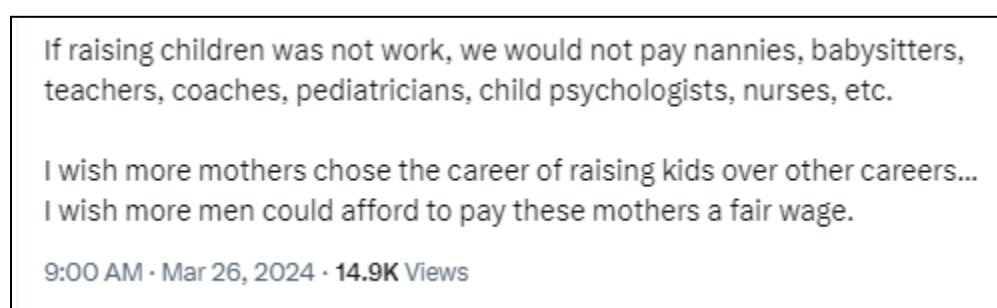 If raising children was not work, we would not pay nannies, babysitters,
teachers, coaches, pediatricians, child psychologists, nurses, etc.
I wish more mothers chose the career of raising kids over other careers...
I wish more men could afford to pay these mothers a fair wage.
9:00 AM · Mar 26, 2024 · 14.9K Views